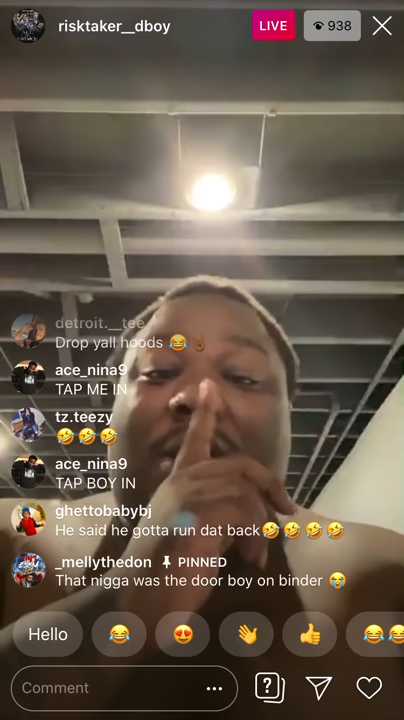 risktaker__dboy
LIVE
938
detroit.__tee
Drop yall hoods 😂✌🏾
ace_nina9
TAP ME IN
tz.teezy
🤣🤣🤣
ace_nina9
TAP BOY IN
ghettobabybj
He said he gotta run dat back🤣🤣🤣🤣
_mellythedon PINNED
That nigga was the door boy on binder 😭
Hello 😂 😍 👋 👍 😂😂
Comment ...